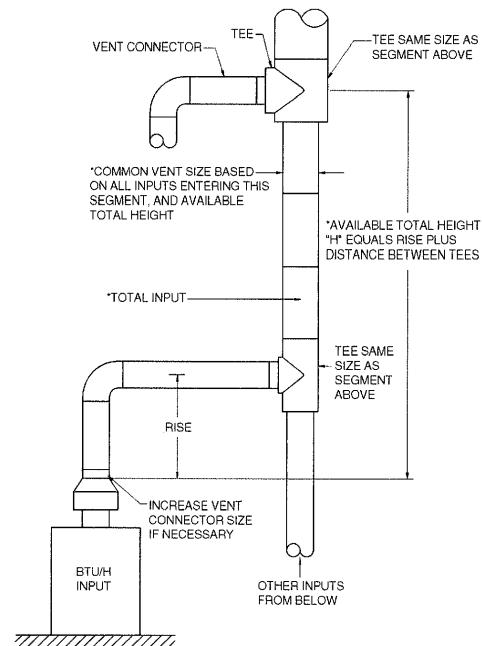 TEE
TEE SAME SIZE AS
SEGMENT ABOVE
VENT CONNECTOR
*COMMON VENT SIZE BASED
ON ALL INPUTS ENTERING THIS
SEGMENT, AND AVAILABLE
TOTAL HEIGHT
*AVAILABLE TOTAL HEIGHT
"H" EQUALS RISE PLUS
DISTANCE BETWEEN TEES
*TOTAL INPUT
TEE SAME
SIZE AS
SEGMENT
ABOVE
RISE
INCREASE VENT
CONNECTOR SIZE
IF NECESSARY
BTU/H
INPUT
OTHER INPUTS
FROM BELOW